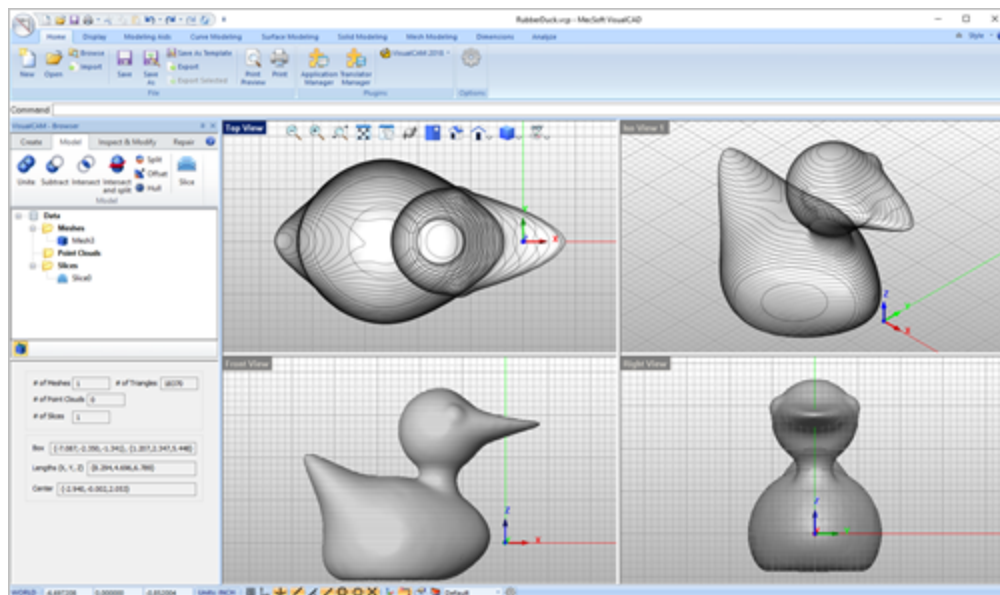 RubberDuck.vcp - MecSoft VisualCAD
Home Display Modeling Aids Curve Modeling Surface Modeling Solid Modeling Mesh Modeling Dimensions Analyze Style
New Open Browse Import Save Save As Save As Template Export Export Selected Print Preview Print Application Manager Translator Manager VisualCAM 2018
File Plugins Options
Command
VisualCAM - Browser
Create Model Inspect & Modify Repair
Unite Subtract Intersect Intersect and split Split Offset Hull Slice
Model
Data
Meshes
Point Clouds
Slices
Top View
Iso View 1
Front View
Right View
# of Meshes 1 # of Triangles
# of Point Clouds 0
# of Slices 1
Box
Lengths (X, Y, Z)
Center
WORLD 0.000000 Units: INCH Default